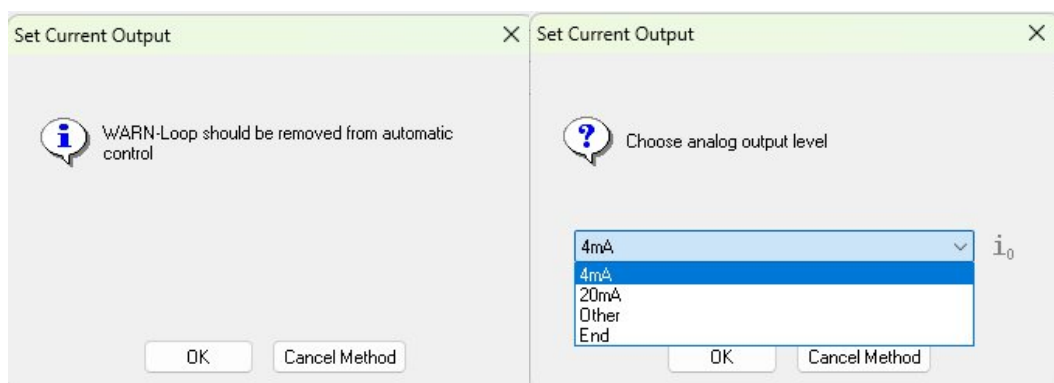 Set Current Output
WARN-Loop should be removed from automatic
control
OK
Cancel Method
Set Current Output
Choose analog output level
4mA
4mA
20mA
Other
End
OK
Cancel Method